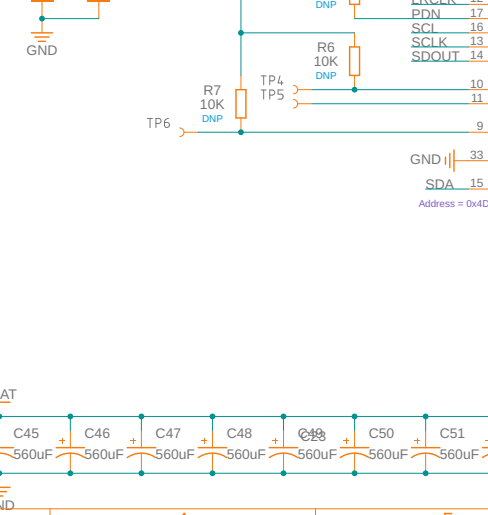 DNP
LRCLK 12
PDN 17
SCL 16
SCLK 13
SDOUT 14
GND
R6
10K
DNP
TP4
10
TP5
11
R7
10K
DNP
TP6
9
GND 33
SDA 15
Address = 0x4D
AT
C45 C46 C47 C48 C49 C23 C50 C51
560uF 560uF 560uF 560uF 560uF 560uF 560uF
ND